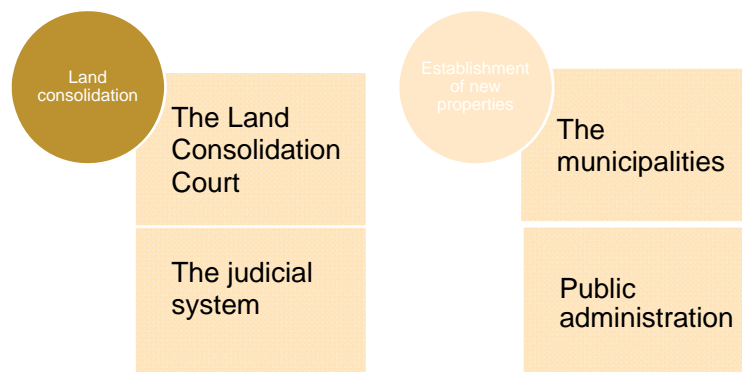 Land
consolidation
The Land
Consolidation
Court
The judicial
system
Establishment
of new
properties
The
municipalities
Public
administration